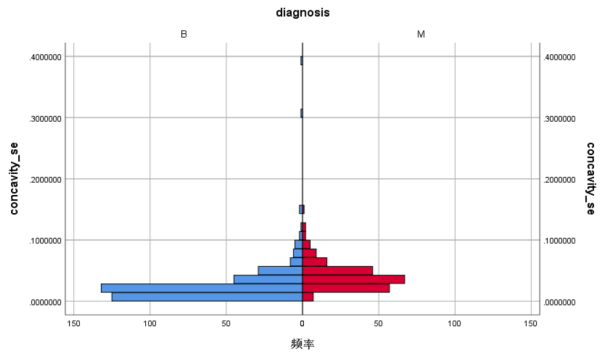 diagnosis
B M
.4000000 .4000000
.3000000 .3000000
.2000000 .2000000
.1000000 .1000000
.0000000 .0000000
concavity_se
concavity_se
150 100 50 0 50 100 150
频率